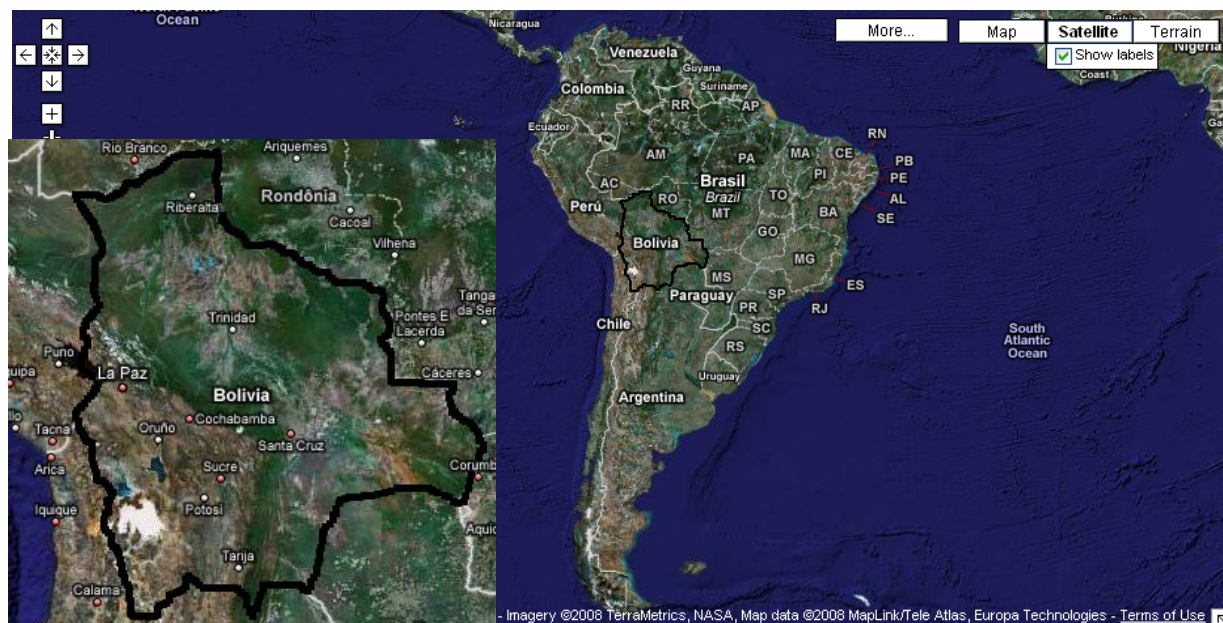 Ocean
Nicaragua
More...
Map
Satellite
Terrain
Show labels
Nigeria
Coast
Venezuela
Guyana
Suriname
Colombia
RR
AP
Ecuador
AM
PA
MA
CE
RN
PB
PI
PE
AC
Brasil
Brazil
RO
TO
AL
Perú
MT
BA
SE
GO
Bolivia
MG
MS
ES
Paraguay
SP
RJ
PR
Chile
SC
RS
South
Atlantic
Ocean
Uruguay
Argentina
Rio Branco
Ariquemes
Riberalta
Rondônia
Cacoal
Vilhena
Trinidad
Tanga
da Ser
Pontes E
Lacerda
Puno
La Paz
Cáceres
Bolivia
Cochabamba
Tacna
Oruño
Santa Cruz
Arica
Sucre
Corumb
Iquique
Potosi
Aquid
Tarija
Calama
- Imagery ©2008 TerraMetrics, NASA, Map data ©2008 MapLink/Tele Atlas, Europa Technologies - Terms of Use